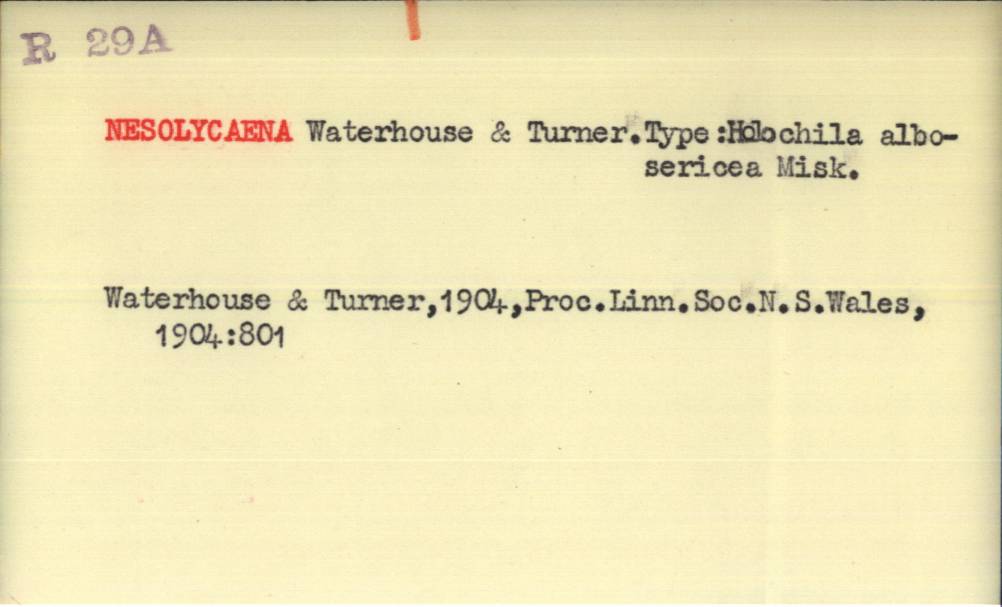 R 29A
NESOLYCAENA Waterhouse & Turner.Type:Holochila albo-
sericea Misk.
Waterhouse & Turner,1904,Proc.Linn.Soc.N.S.Wales,
1904:801